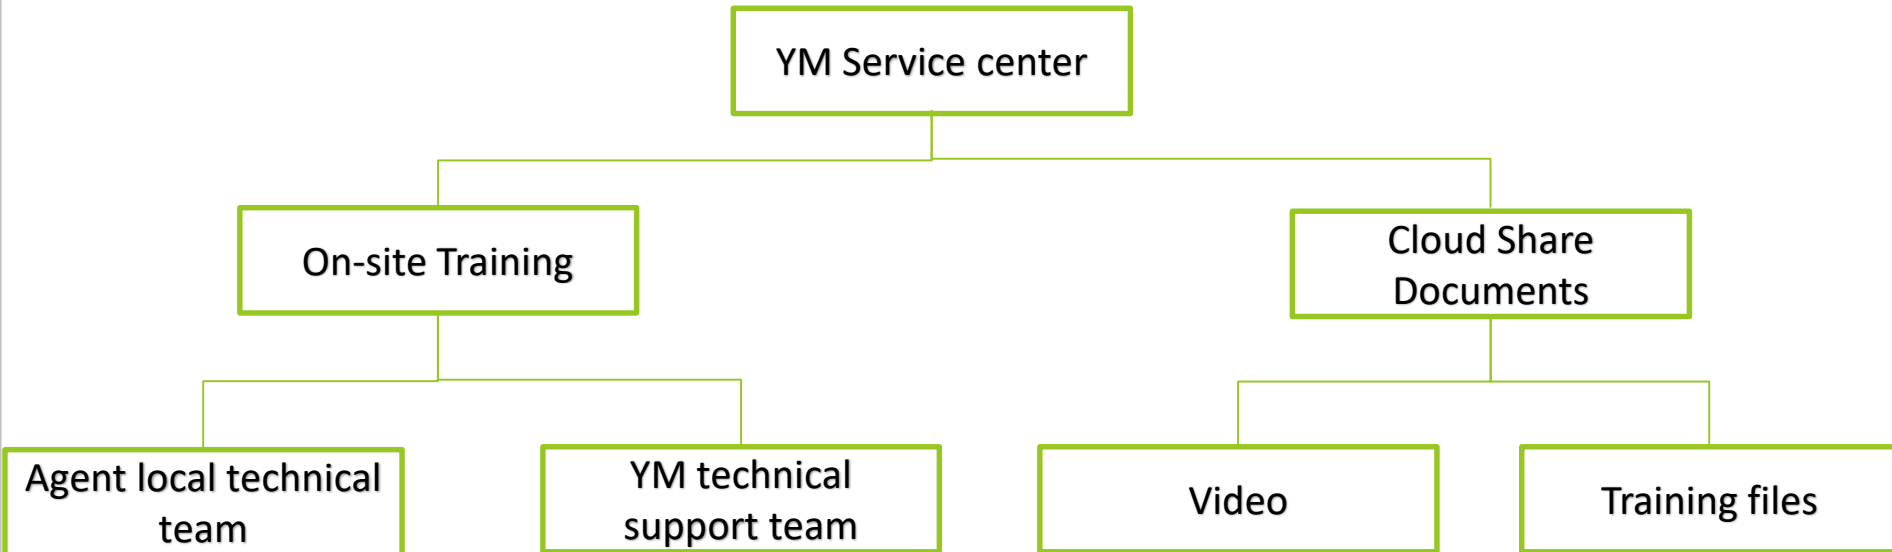 YM Service center
On-site Training
Cloud Share
Documents
Agent local technical
team
YM technical
support team
Video
Training files